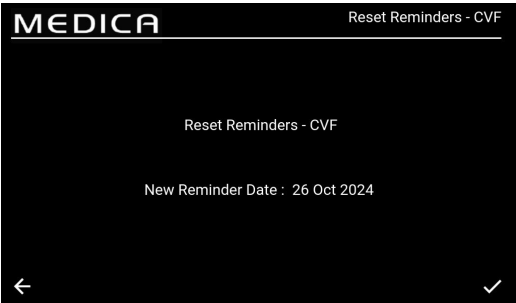 MEDICA
Reset Reminders - CVF
Reset Reminders - CVF
New Reminder Date : 26 Oct 2024